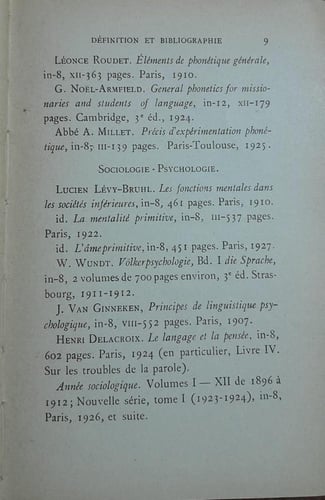 DÉFINITION ET BIBLIOGRAPHIE 9
LÉONCE ROUDET. Éléments de phonétique générale,
in-8, XII-363 pages. Paris, 1910.
G. NOËL-ARMFIELD. General phonetics for missio-
naries and students of language, in-12, XII-179
pages. Cambridge, 3e éd., 1924.
Abbé A. MILLET. Précis d'expérimentation phoné-
tique, in-8, III-139 pages. Paris-Toulouse, 1925.
SOCIOLOGIE - PSYCHOLOGIE.
LUCIEN LÉVY-BRUHL. Les fonctions mentales dans
les sociétés inférieures, in-8, 461 pages. Paris, 1910.
id. La mentalité primitive, in-8, III-537 pages.
Paris, 1922.
id. L'âme primitive, in-8, 451 pages. Paris, 1927.
W. WUNDT. Völkerpsychologie, Bd. I die Sprache,
in-8, 2 volumes de 700 pages environ, 3e éd. Stras-
bourg, 1911-1912.
J. VAN GINNEKEN, Principes de linguistique psy-
chologique, in-8, VIII-552 pages. Paris, 1907.
HENRI DELACROIX. Le langage et la pensée, in-8,
602 pages. Paris, 1924 (en particulier, Livre IV.
Sur les troubles de la parole).
Année sociologique. Volumes I — XII de 1896 à
1912 ; Nouvelle série, tome I (1923-1924), in-8,
Paris, 1926, et suite.